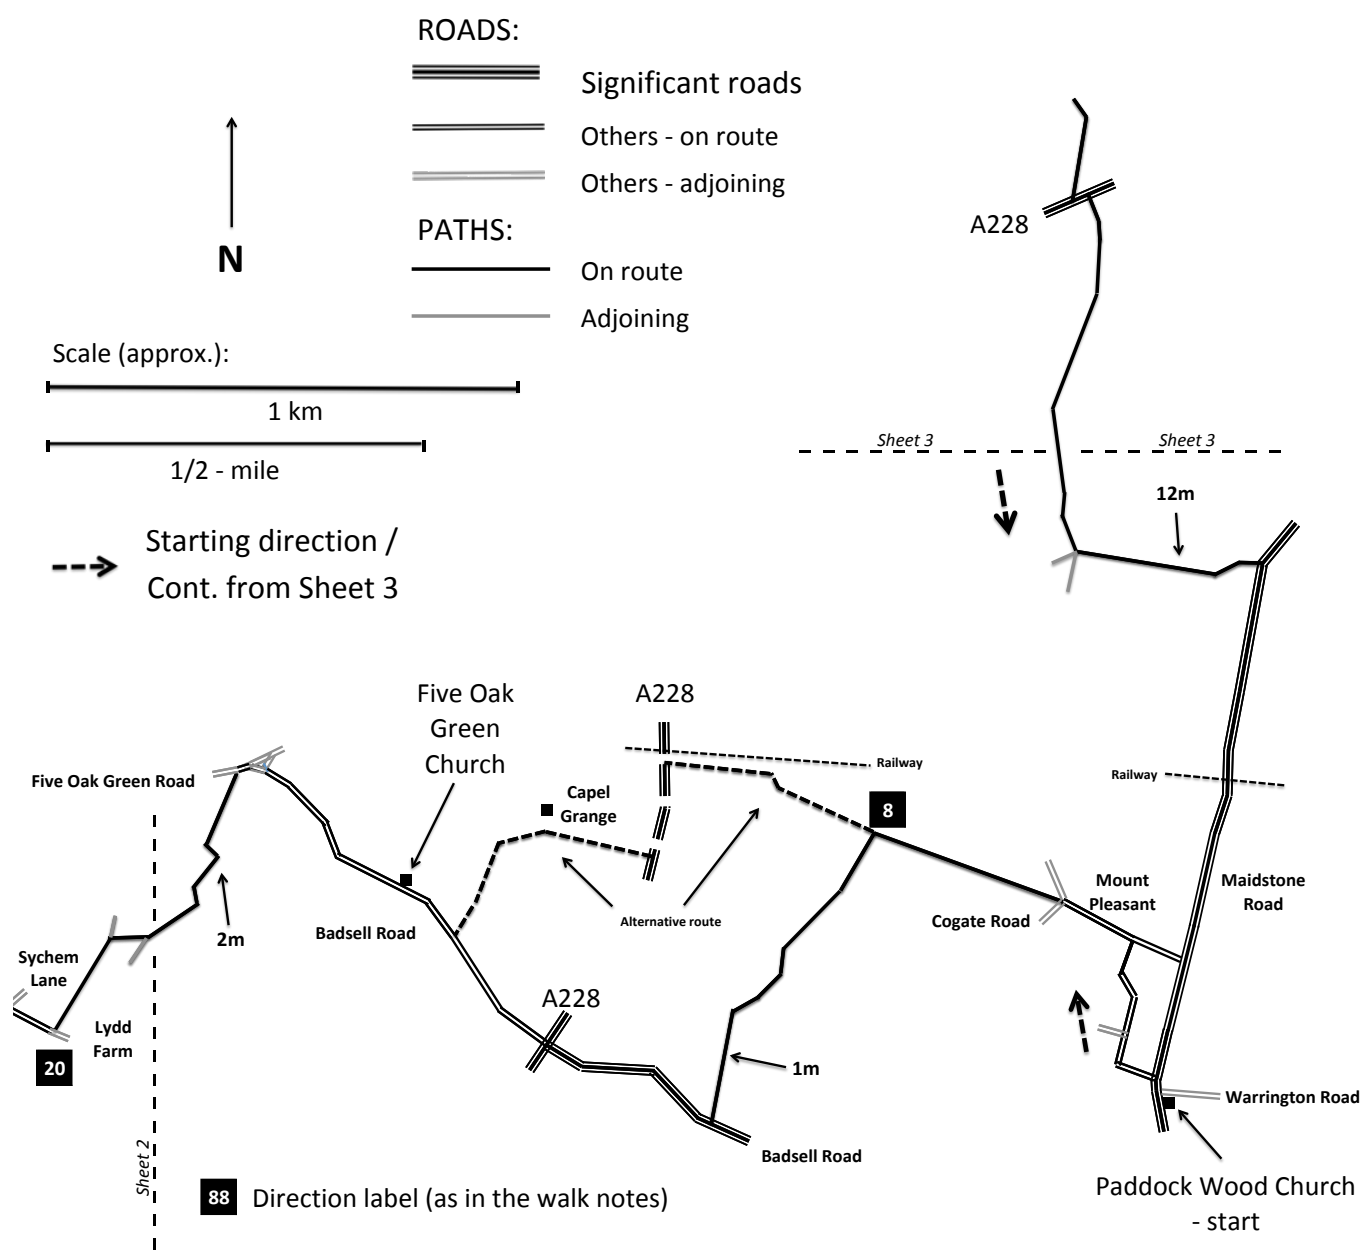 ROADS:
Significant roads
Others - on route
Others - adjoining
PATHS:
On route
Adjoining
N
Scale (approx.):
1 km
1/2 - mile
Starting direction /
Cont. from Sheet 3
A228
Sheet 3
Sheet 3
12m
Five Oak
Green
Church
A228
Railway
Railway
Five Oak Green Road
Capel
Grange
8
Mount
Pleasant
Maidstone
Road
Cogate Road
Alternative route
Badsell Road
2m
Sychem
Lane
Lydd
Farm
20
A228
1m
Warrington Road
Badsell Road
Sheet 2
88 Direction label (as in the walk notes)
Paddock Wood Church
- start